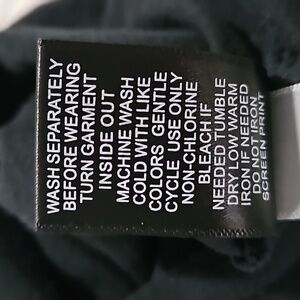 WASH SEPARATELY
BEFORE WEARING
TURN GARMENT
INSIDE OUT
MACHINE WASH
COLD WITH LIKE
COLORS GENTLE
CYCLE USE ONLY
NON-CHLORINE
BLEACH IF
NEEDED TUMBLE
DRY LOW WARM
IRON IF NEEDED
DO NOT IRON
SCREEN PRINT